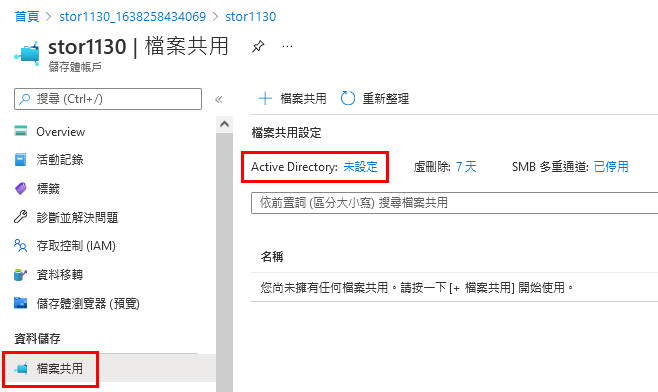 首頁 > stor1130_1638258434069 > stor1130
stor1130 | 檔案共用 ...
儲存體帳戶
搜尋 (Ctrl+/) «
Overview
活動記錄
標籤
診斷並解決問題
存取控制 (IAM)
資料移轉
儲存體瀏覽器 (預覽)
資料儲存
檔案共用
+ 檔案共用 重新整理
檔案共用設定
Active Directory: 未設定 虛刪除: 7 天 SMB 多重通道: 已停用
依前置詞 (區分大小寫) 搜尋檔案共用
名稱
您尚未擁有任何檔案共用。請按一下 [+ 檔案共用] 開始使用。